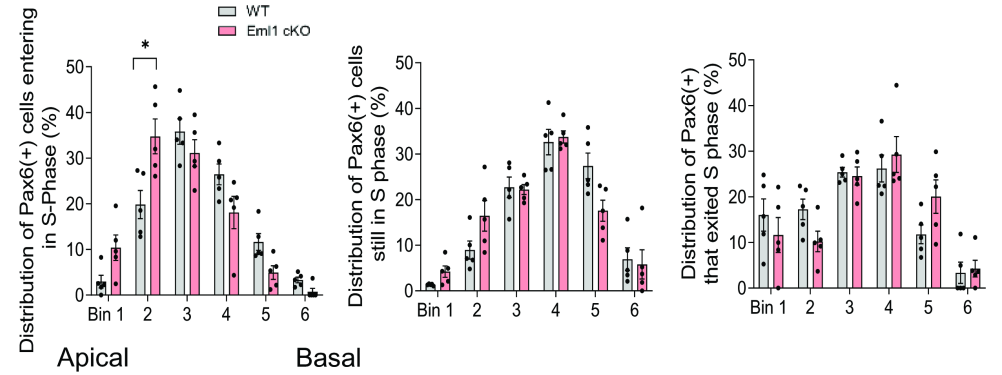 WT
Eml1 cKO
Distribution of Pax6(+) cells entering
in S-Phase (%)
50
40
30
20
10
0
*
Bin 1 2 3 4 5 6
Apical Basal
Distribution of Pax6(+) cells
still in S phase (%)
50
40
30
20
10
0
Bin 1 2 3 4 5 6
Distribution of Pax6(+)
that exited S phase (%)
50
40
30
20
10
0
Bin 1 2 3 4 5 6